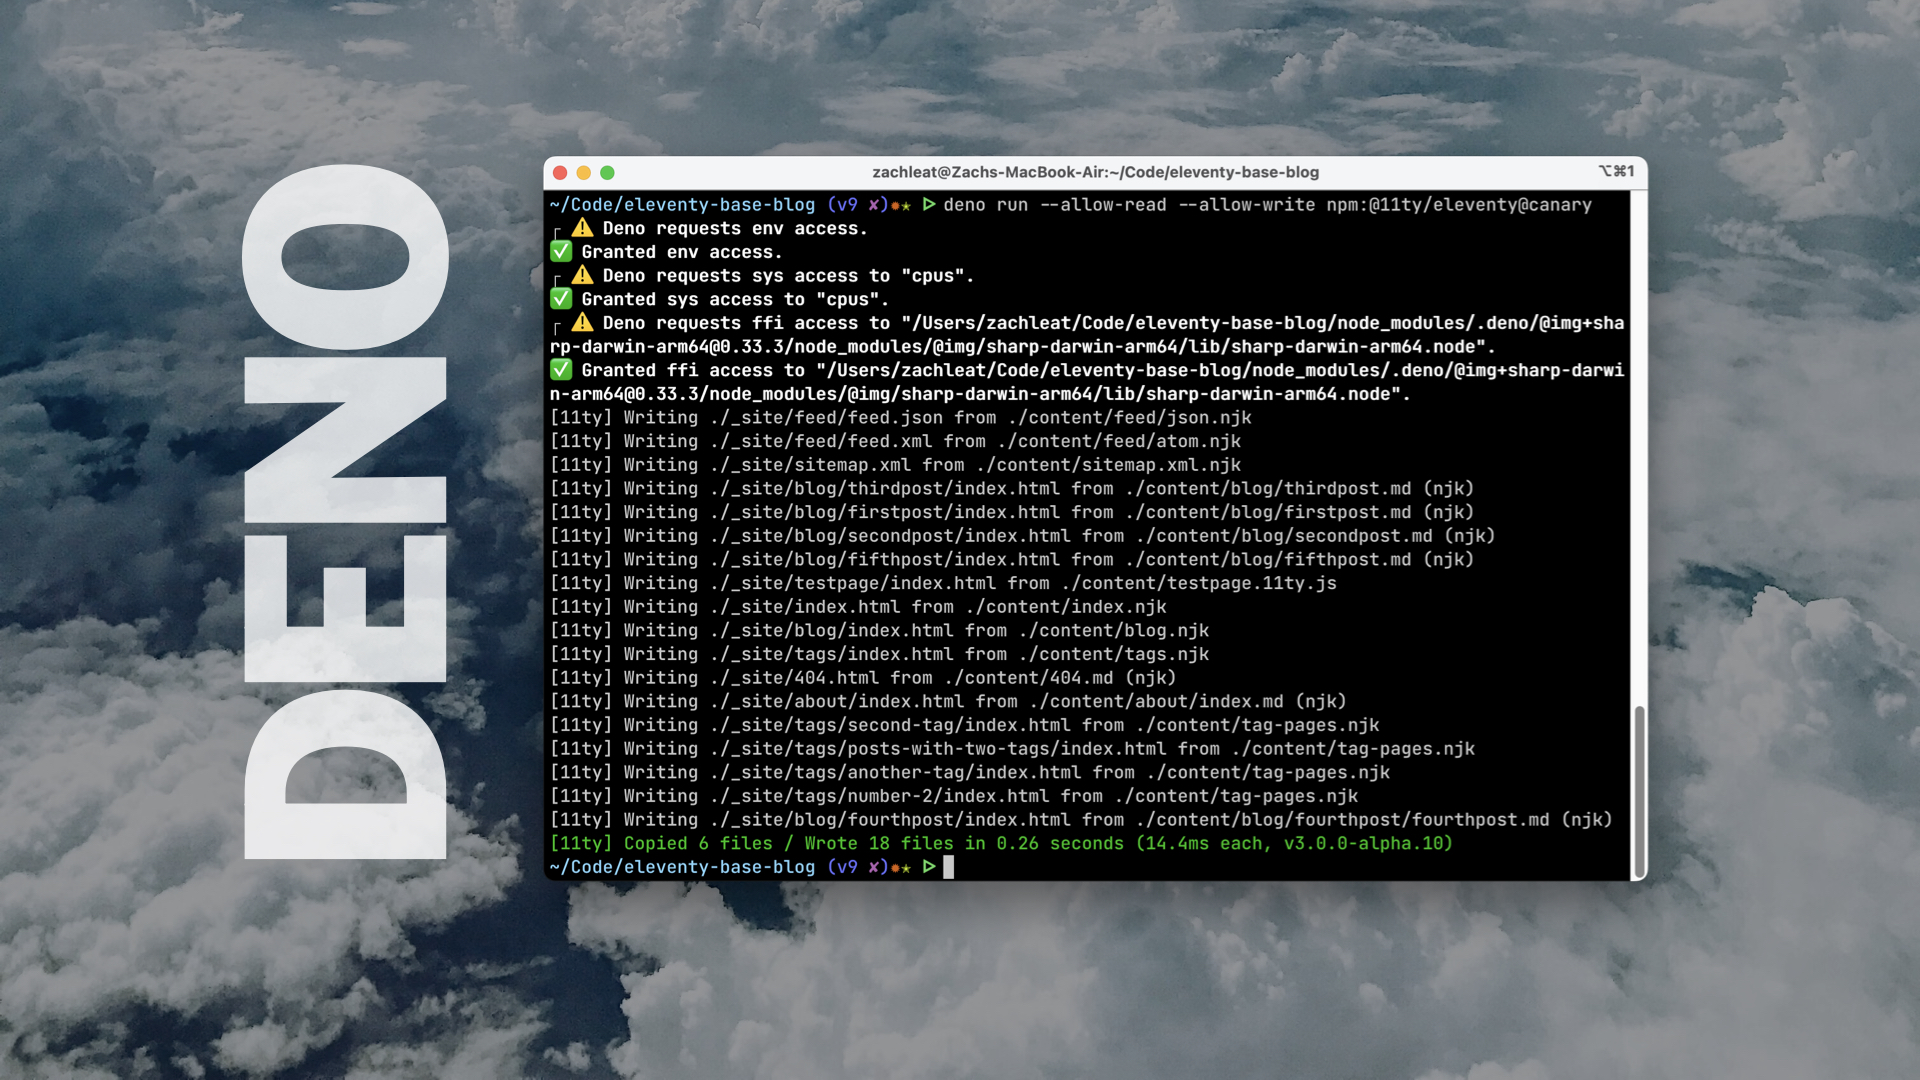 DENO
zachleat@Zachs-MacBook-Air:~/Code/eleventy-base-blog
⌥⌘1
~/Code/eleventy-base-blog (v9 ✘)✹★ ᐅ deno run --allow-read --allow-write npm:@11ty/eleventy@canary
┌ ⚠️ Deno requests env access.
✅ Granted env access.
┌ ⚠️ Deno requests sys access to "cpus".
✅ Granted sys access to "cpus".
┌ ⚠️ Deno requests ffi access to "/Users/zachleat/Code/eleventy-base-blog/node_modules/.deno/@img+sha
rp-darwin-arm64@0.33.3/node_modules/@img/sharp-darwin-arm64/lib/sharp-darwin-arm64.node".
✅ Granted ffi access to "/Users/zachleat/Code/eleventy-base-blog/node_modules/.deno/@img+sharp-darwi
n-arm64@0.33.3/node_modules/@img/sharp-darwin-arm64/lib/sharp-darwin-arm64.node".
[11ty] Writing ./_site/feed/feed.json from ./content/feed/json.njk
[11ty] Writing ./_site/feed/feed.xml from ./content/feed/atom.njk
[11ty] Writing ./_site/sitemap.xml from ./content/sitemap.xml.njk
[11ty] Writing ./_site/blog/thirdpost/index.html from ./content/blog/thirdpost.md (njk)
[11ty] Writing ./_site/blog/firstpost/index.html from ./content/blog/firstpost.md (njk)
[11ty] Writing ./_site/blog/secondpost/index.html from ./content/blog/secondpost.md (njk)
[11ty] Writing ./_site/blog/fifthpost/index.html from ./content/blog/fifthpost.md (njk)
[11ty] Writing ./_site/testpage/index.html from ./content/testpage.11ty.js
[11ty] Writing ./_site/index.html from ./content/index.njk
[11ty] Writing ./_site/blog/index.html from ./content/blog.njk
[11ty] Writing ./_site/tags/index.html from ./content/tags.njk
[11ty] Writing ./_site/404.html from ./content/404.md (njk)
[11ty] Writing ./_site/about/index.html from ./content/about/index.md (njk)
[11ty] Writing ./_site/tags/second-tag/index.html from ./content/tag-pages.njk
[11ty] Writing ./_site/tags/posts-with-two-tags/index.html from ./content/tag-pages.njk
[11ty] Writing ./_site/tags/another-tag/index.html from ./content/tag-pages.njk
[11ty] Writing ./_site/tags/number-2/index.html from ./content/tag-pages.njk
[11ty] Writing ./_site/blog/fourthpost/index.html from ./content/blog/fourthpost/fourthpost.md (njk)
[11ty] Copied 6 files / Wrote 18 files in 0.26 seconds (14.4ms each, v3.0.0-alpha.10)
~/Code/eleventy-base-blog (v9 ✘)✹★ ᐅ